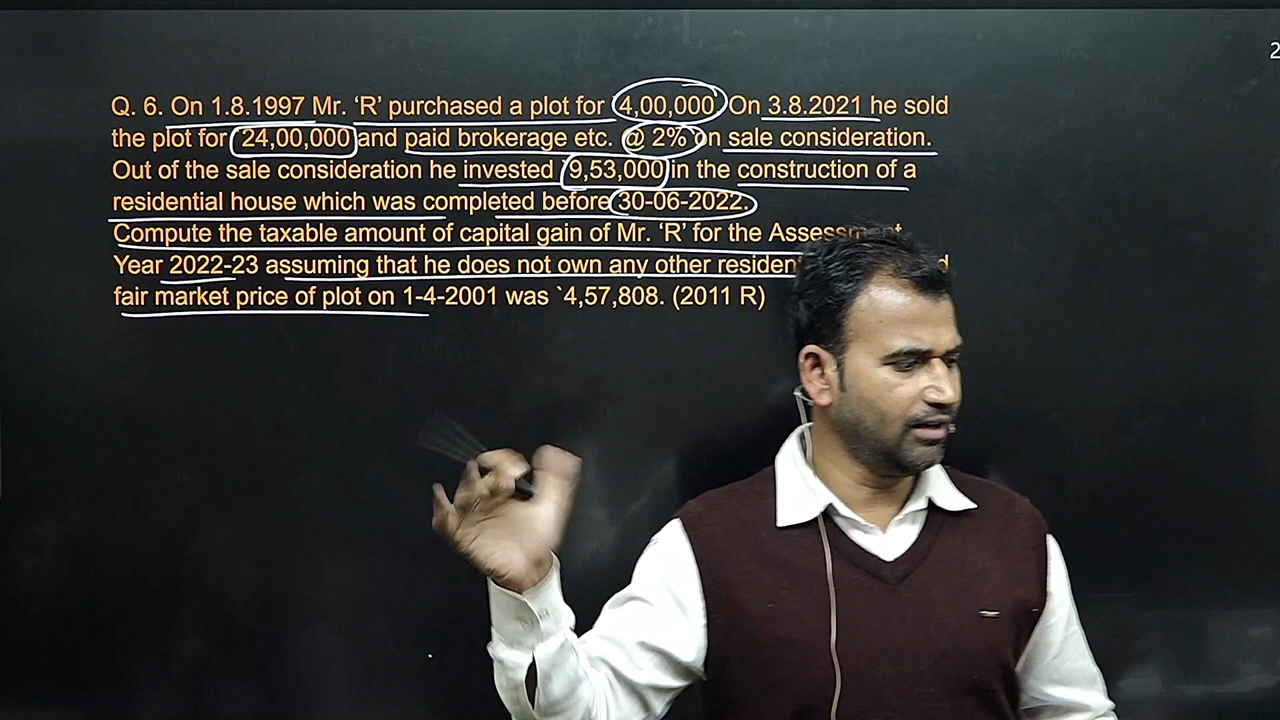 Q. 6. On 1.8.1997 Mr. ‘R’ purchased a plot for 4,00,000. On 3.8.2021 he sold
the plot for 24,00,000 and paid brokerage etc. @ 2% on sale consideration.
Out of the sale consideration he invested 9,53,000 in the construction of a
residential house which was completed before 30-06-2022.
Compute the taxable amount of capital gain of Mr. ‘R’ for the Assessment
Year 2022-23 assuming that he does not own any other
fair market price of plot on 1-4-2001 was `4,57,808. (2011 R)
2